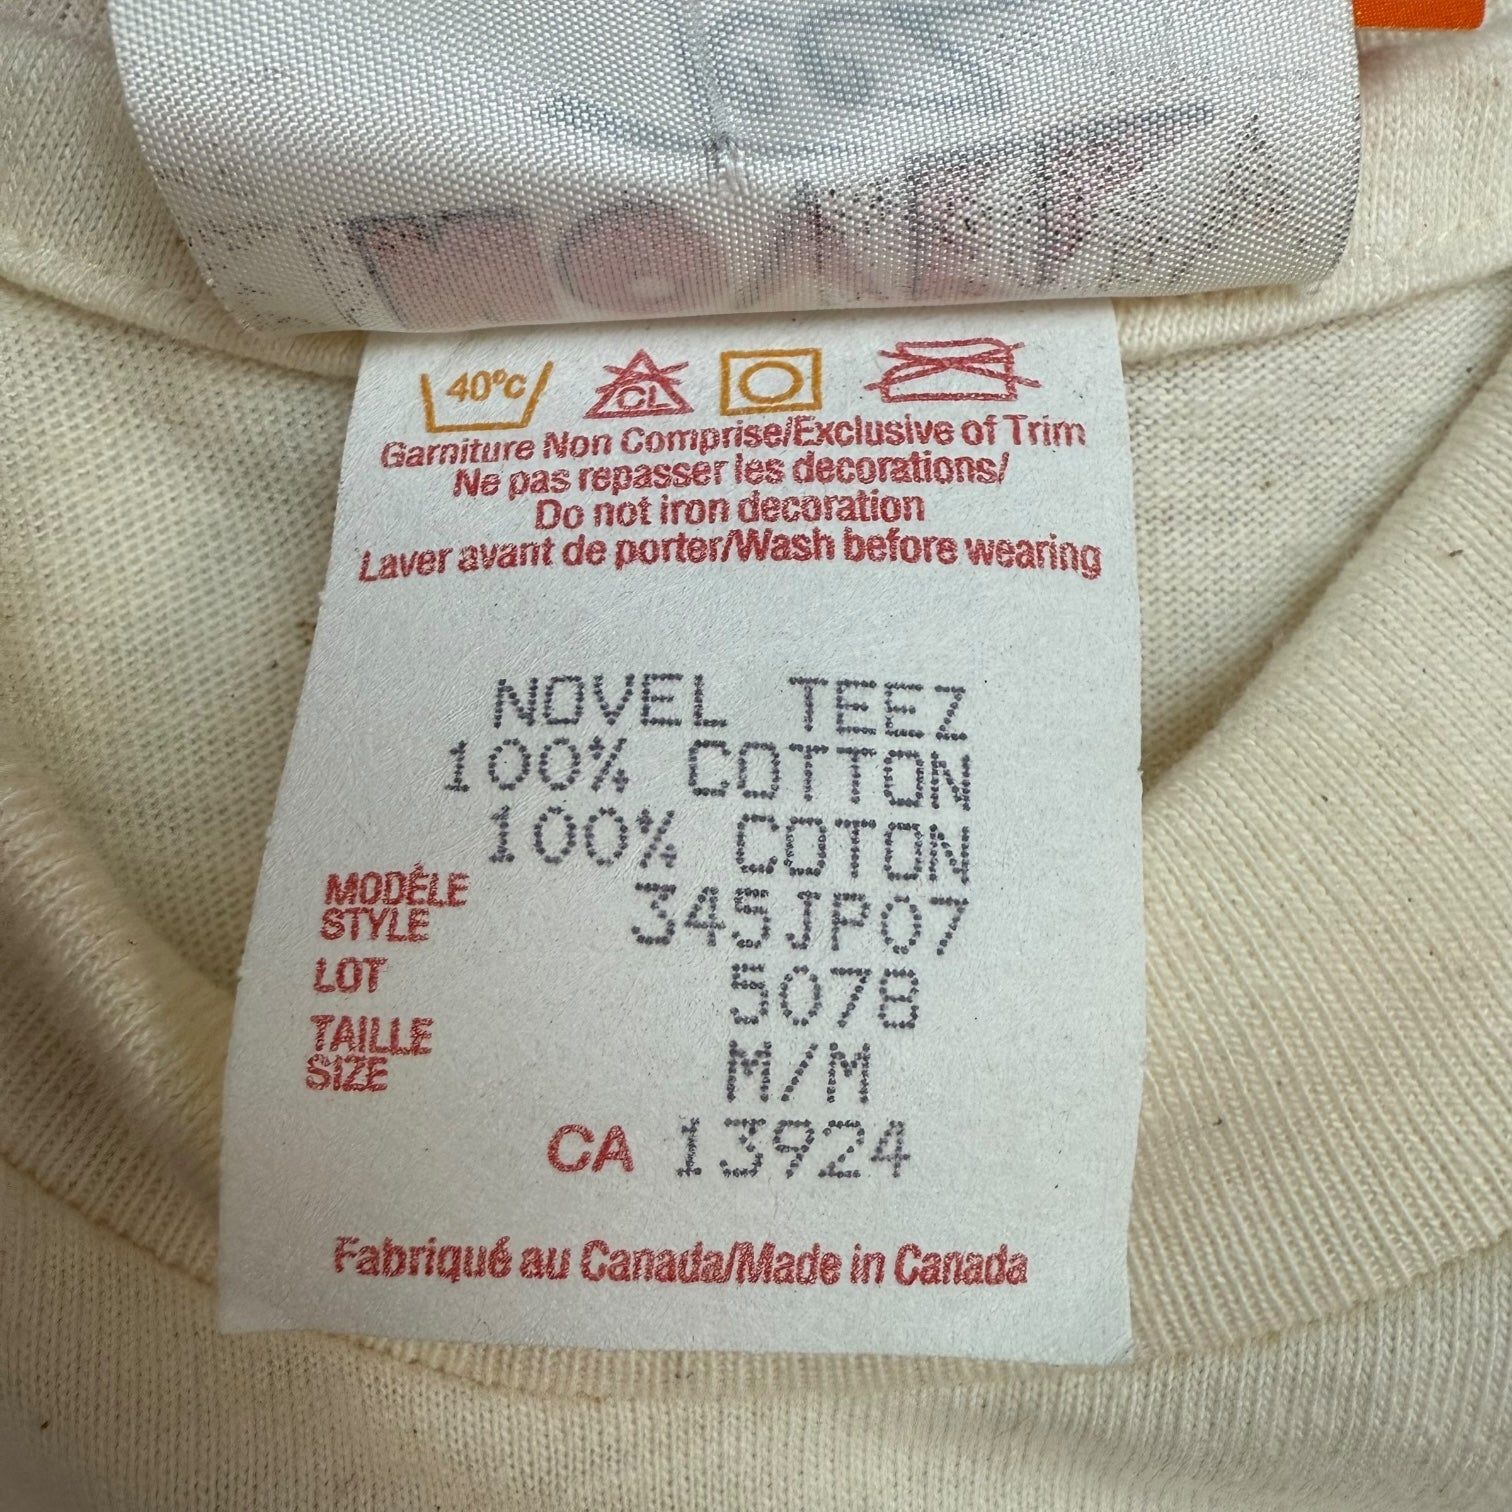 40°C
CL
Garniture Non Comprise/Exclusive of Trim
Ne pas repasser les decorations/
Do not iron decoration
Laver avant de porter/Wash before wearing
NOVEL TEEZ
100% COTTON
100% COTON
MODÈLE
STYLE 345JP07
LOT 5078
TAILLE
SIZE M/M
CA 13924
Fabriqué au Canada/Made in Canada